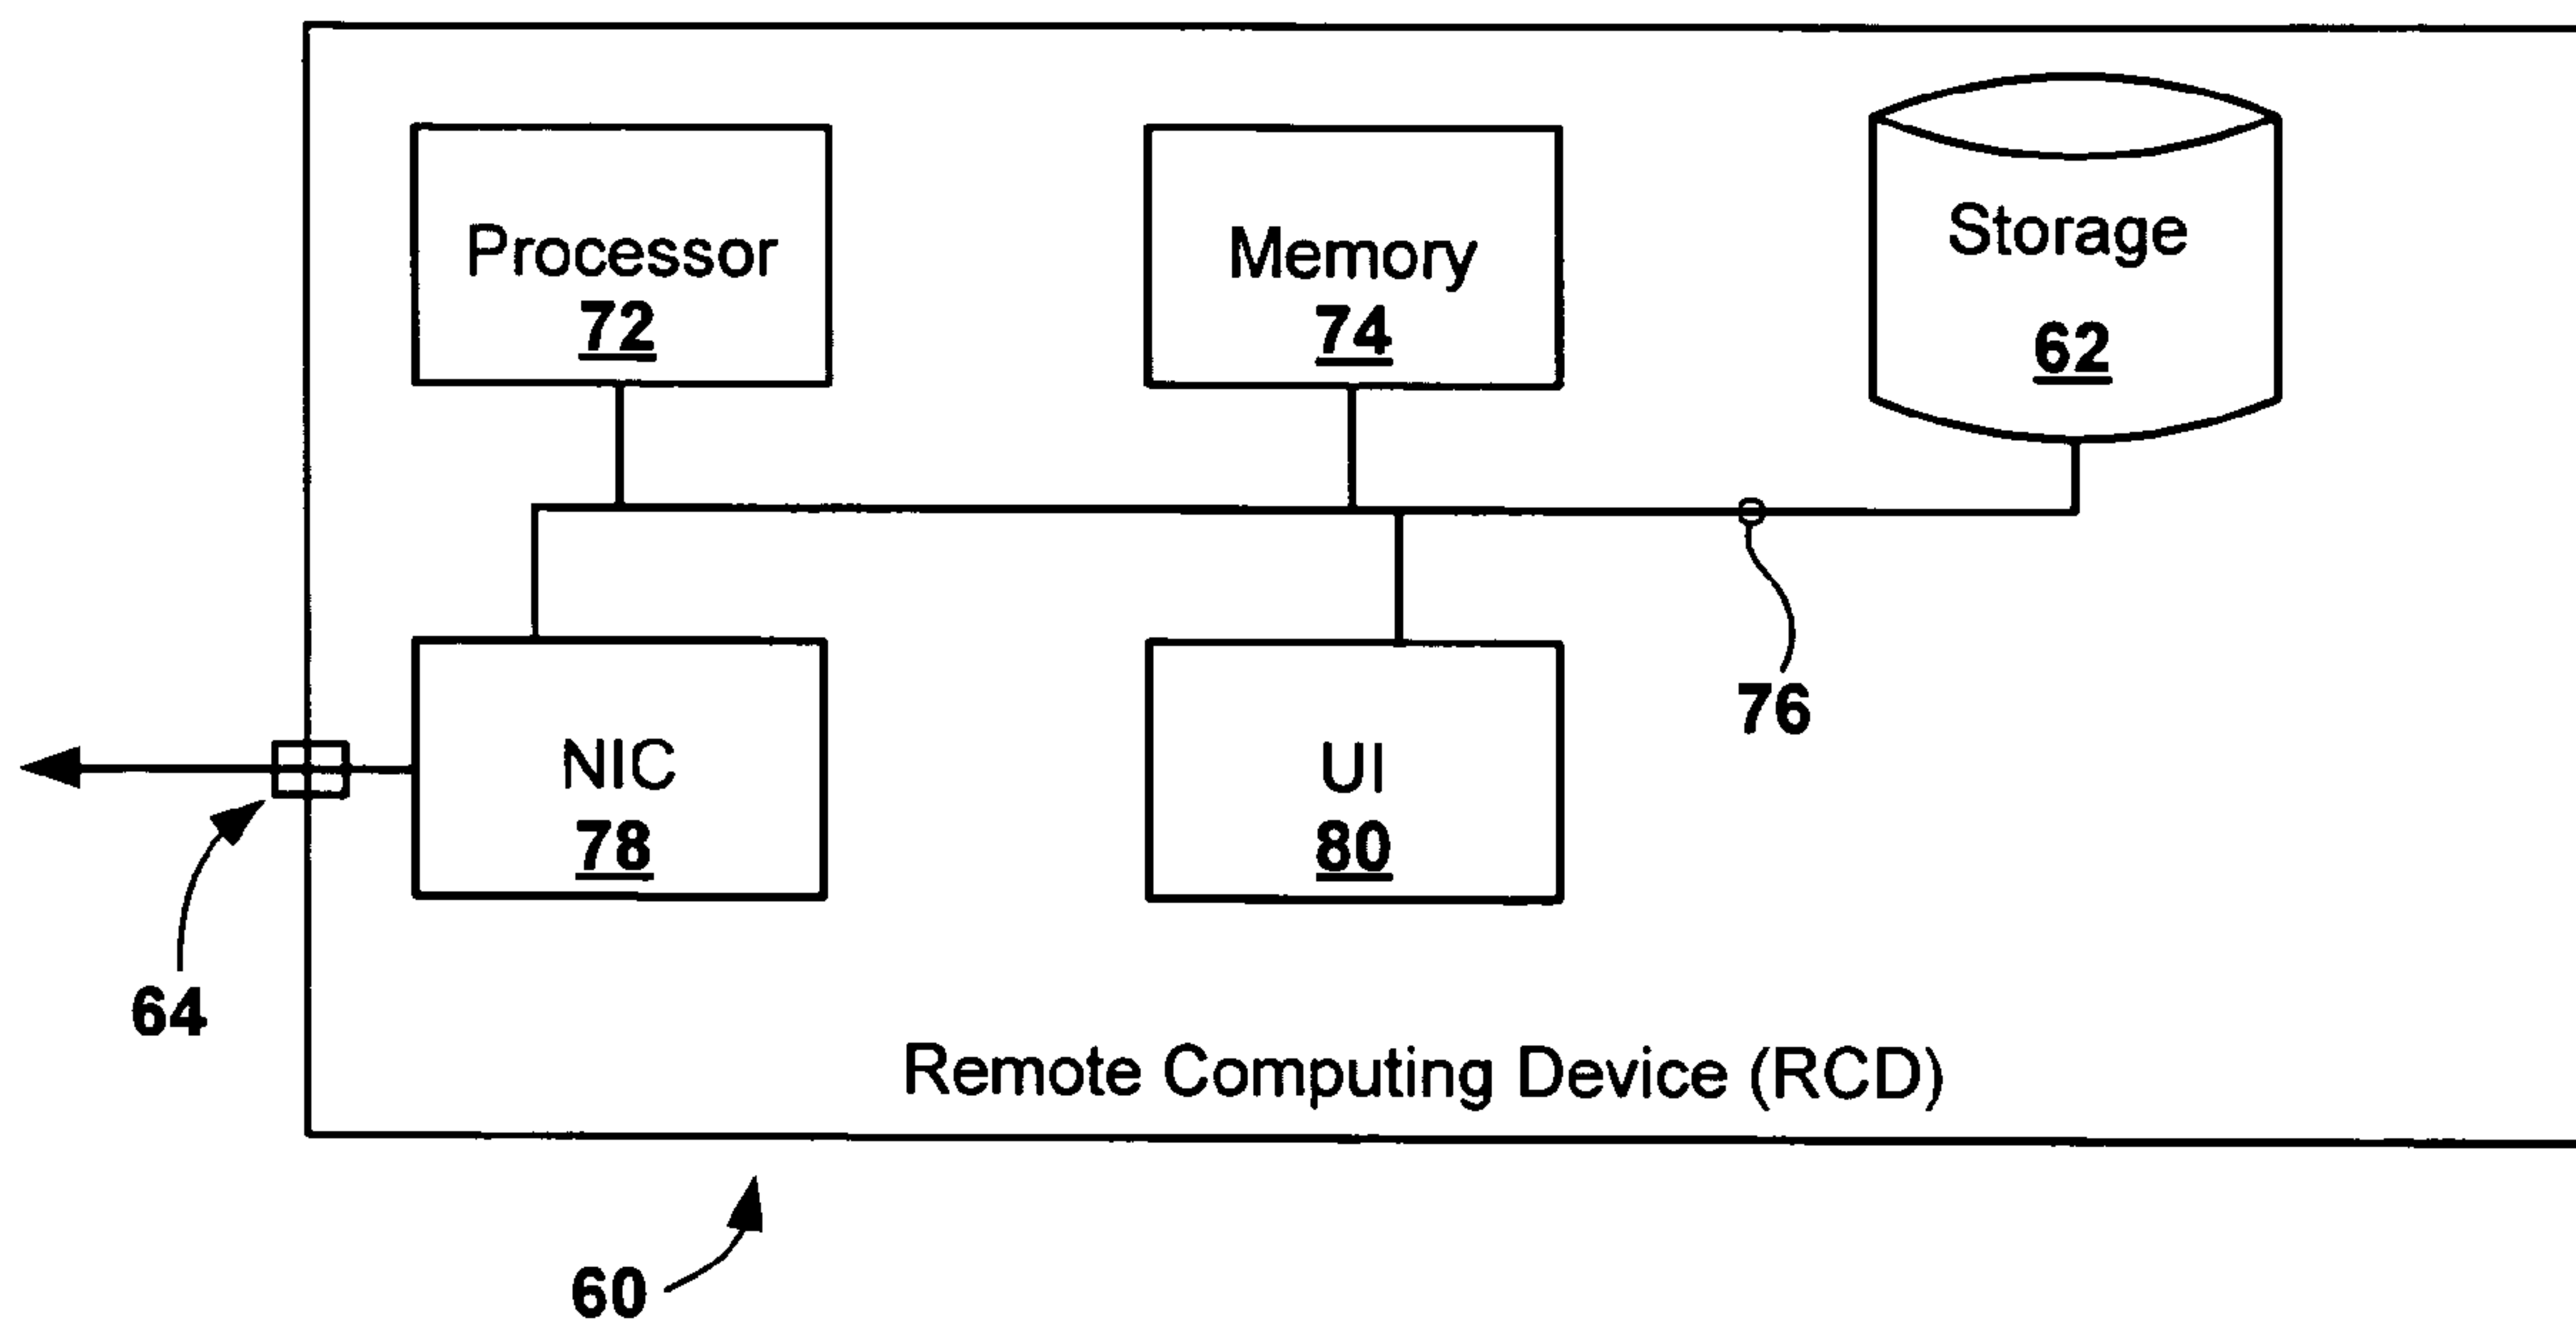 Processor
72
Memory
74
Storage
62
76
NIC
78
UI
80
64
Remote Computing Device (RCD)
60